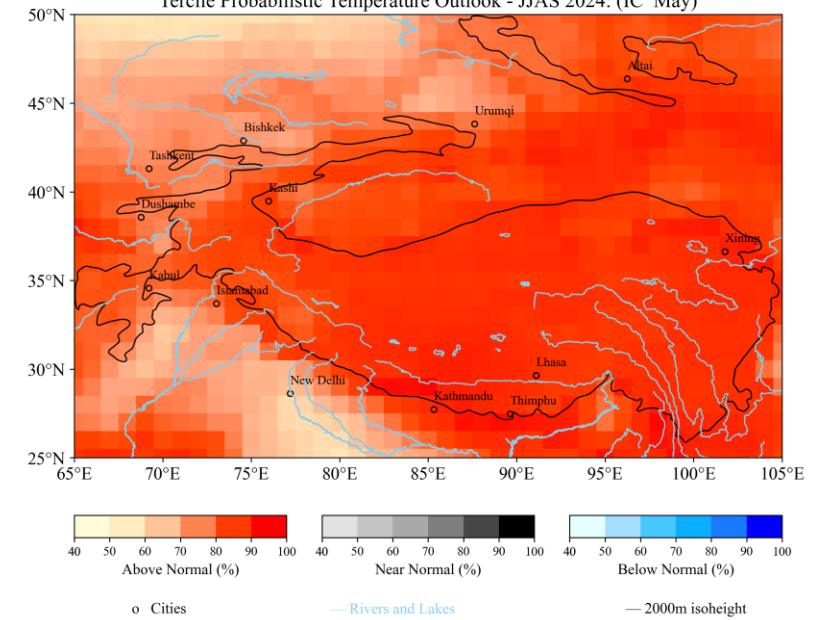 Tercile Probabilistic Temperature Outlook - JJAS 2024: (IC May)
50°N
Altai
45°N
Urumqi
Bishkek
Tashkent
40°N
Kashi
Dushambe
Xining
35°N
Kabul
Islamabad
30°N
Lhasa
New Delhi
Kathmandu
Thimphu
25°N
65°E 70°E 75°E 80°E 85°E 90°E 95°E 100°E 105°E
40 50 60 70 80 90 100 40 50 60 70 80 90 100 40 50 60 70 80 90 100
Above Normal (%) Near Normal (%) Below Normal (%)
o Cities — Rivers and Lakes — 2000m isoheight